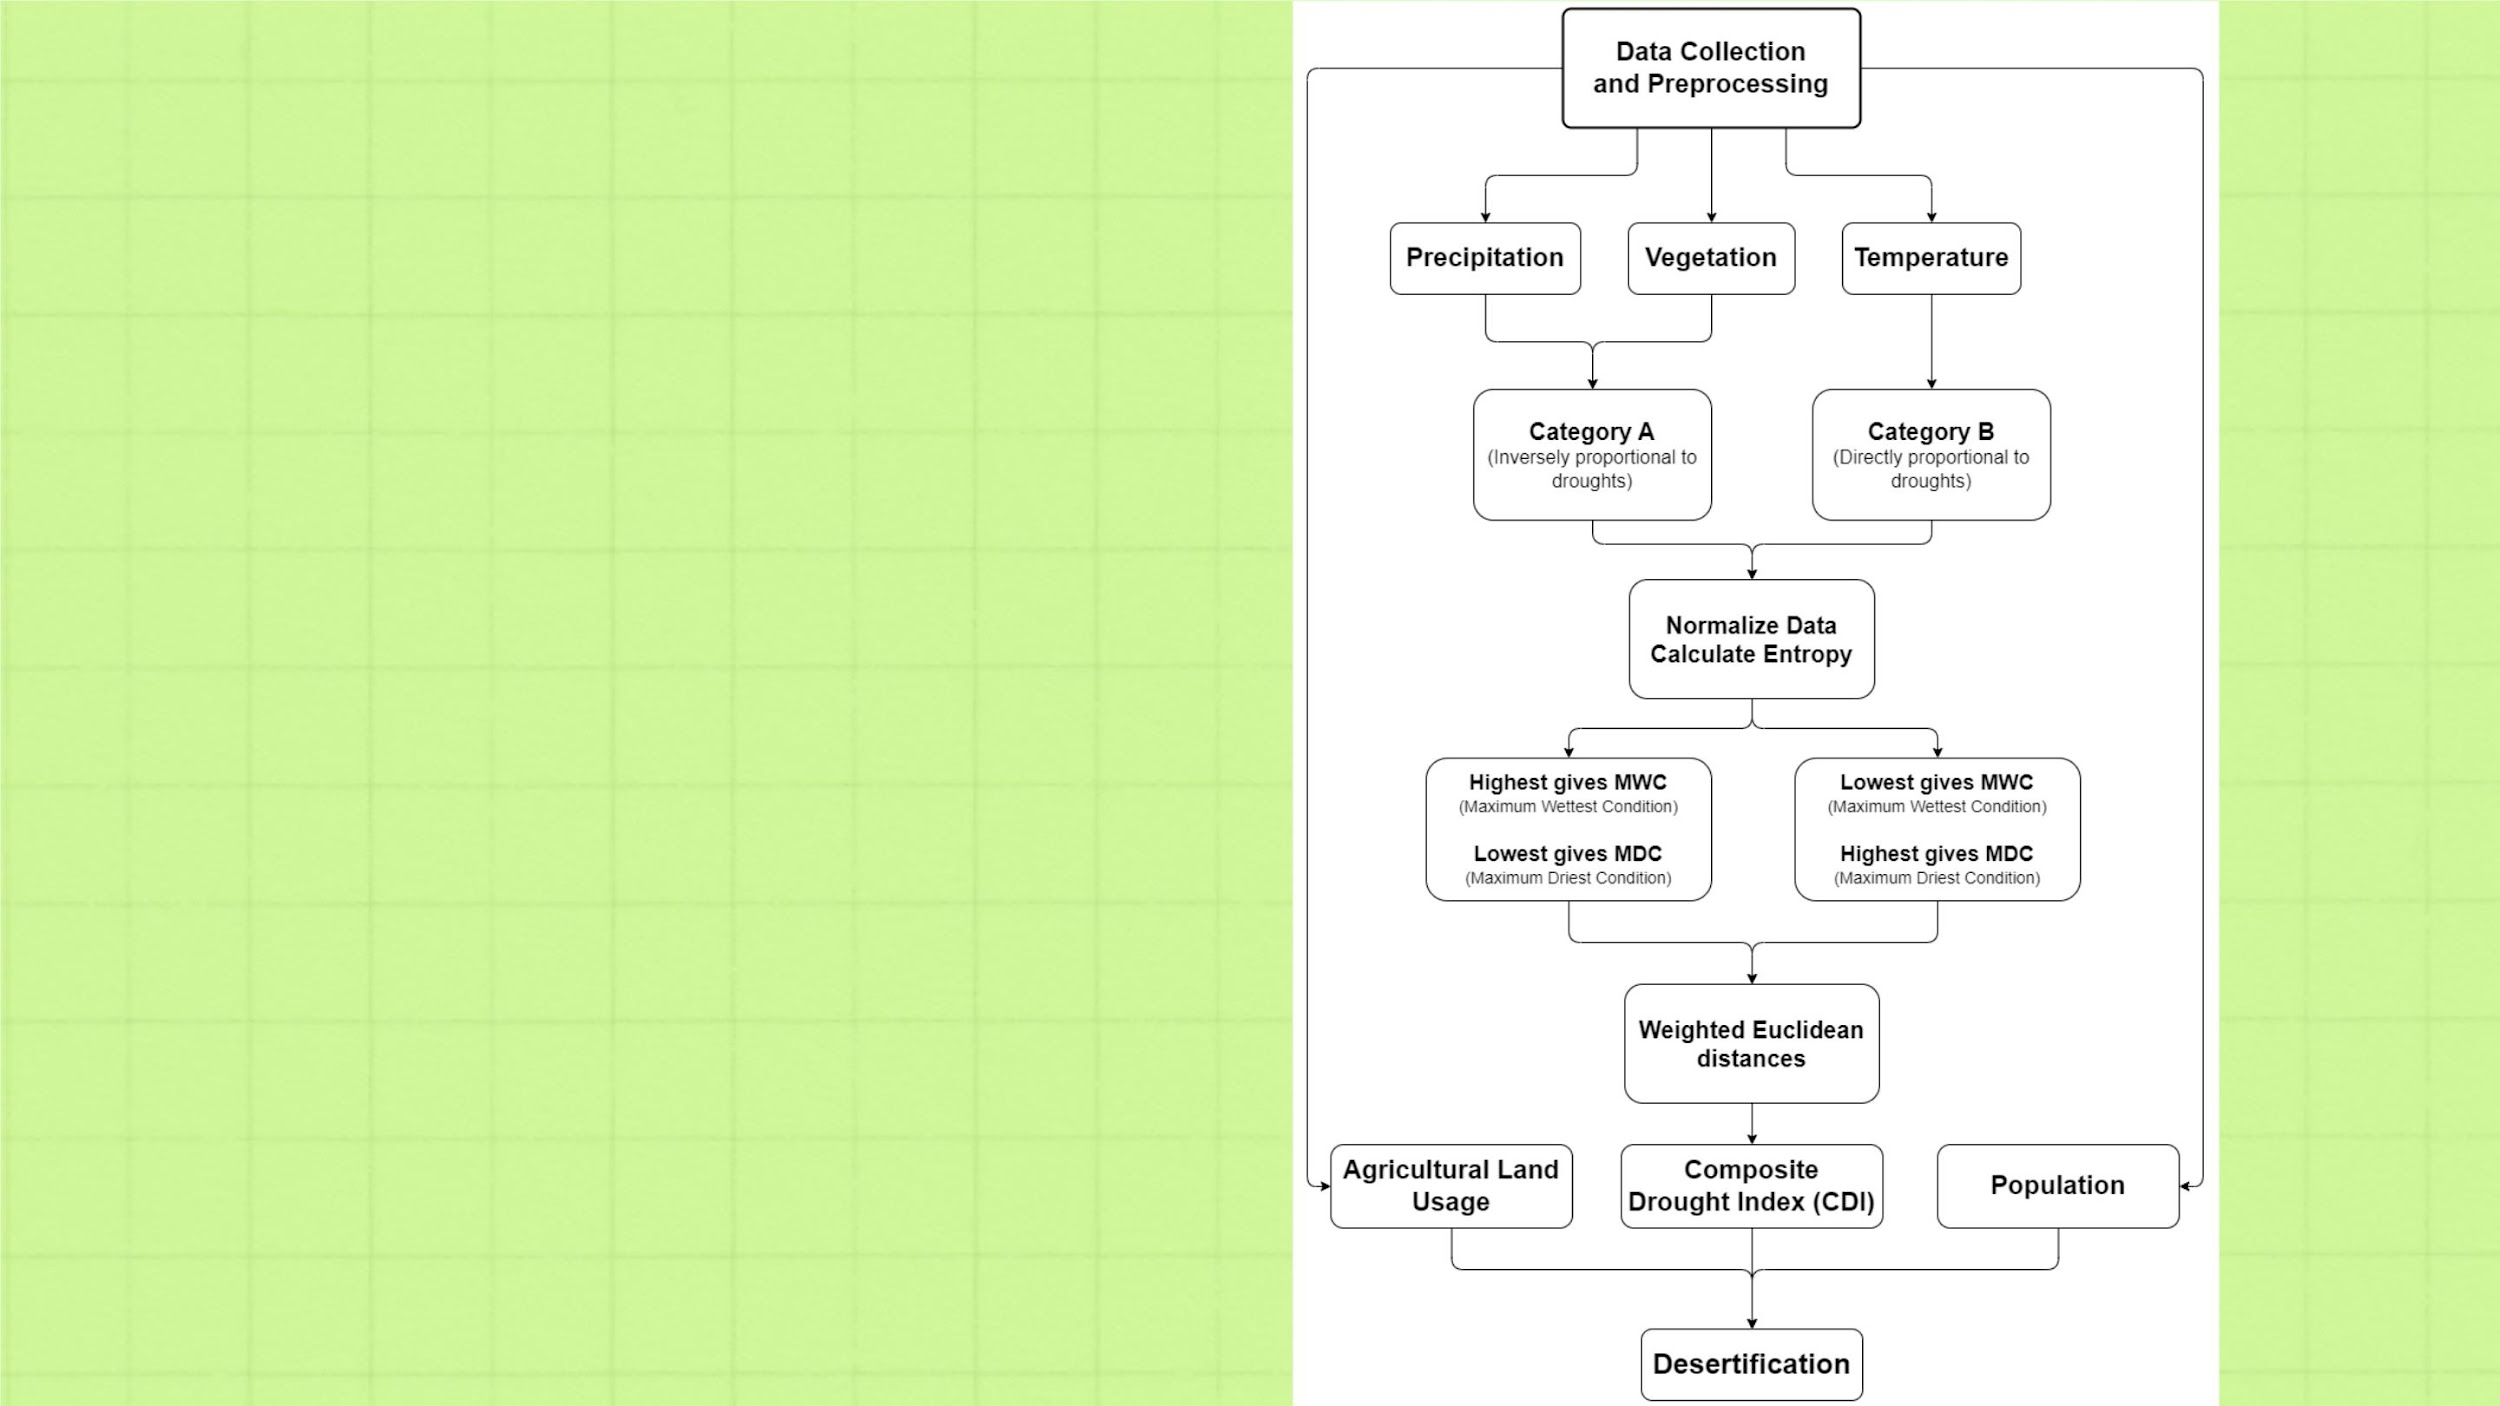 Data Collection
and Preprocessing
Precipitation
Vegetation
Temperature
Category A
(Inversely proportional to
droughts)
Category B
(Directly proportional to
droughts)
Normalize Data
Calculate Entropy
Highest gives MWC
(Maximum Wettest Condition)
Lowest gives MDC
(Maximum Driest Condition)
Lowest gives MWC
(Maximum Wettest Condition)
Highest gives MDC
(Maximum Driest Condition)
Weighted Euclidean
distances
Agricultural Land
Usage
Composite
Drought Index (CDI)
Population
Desertification